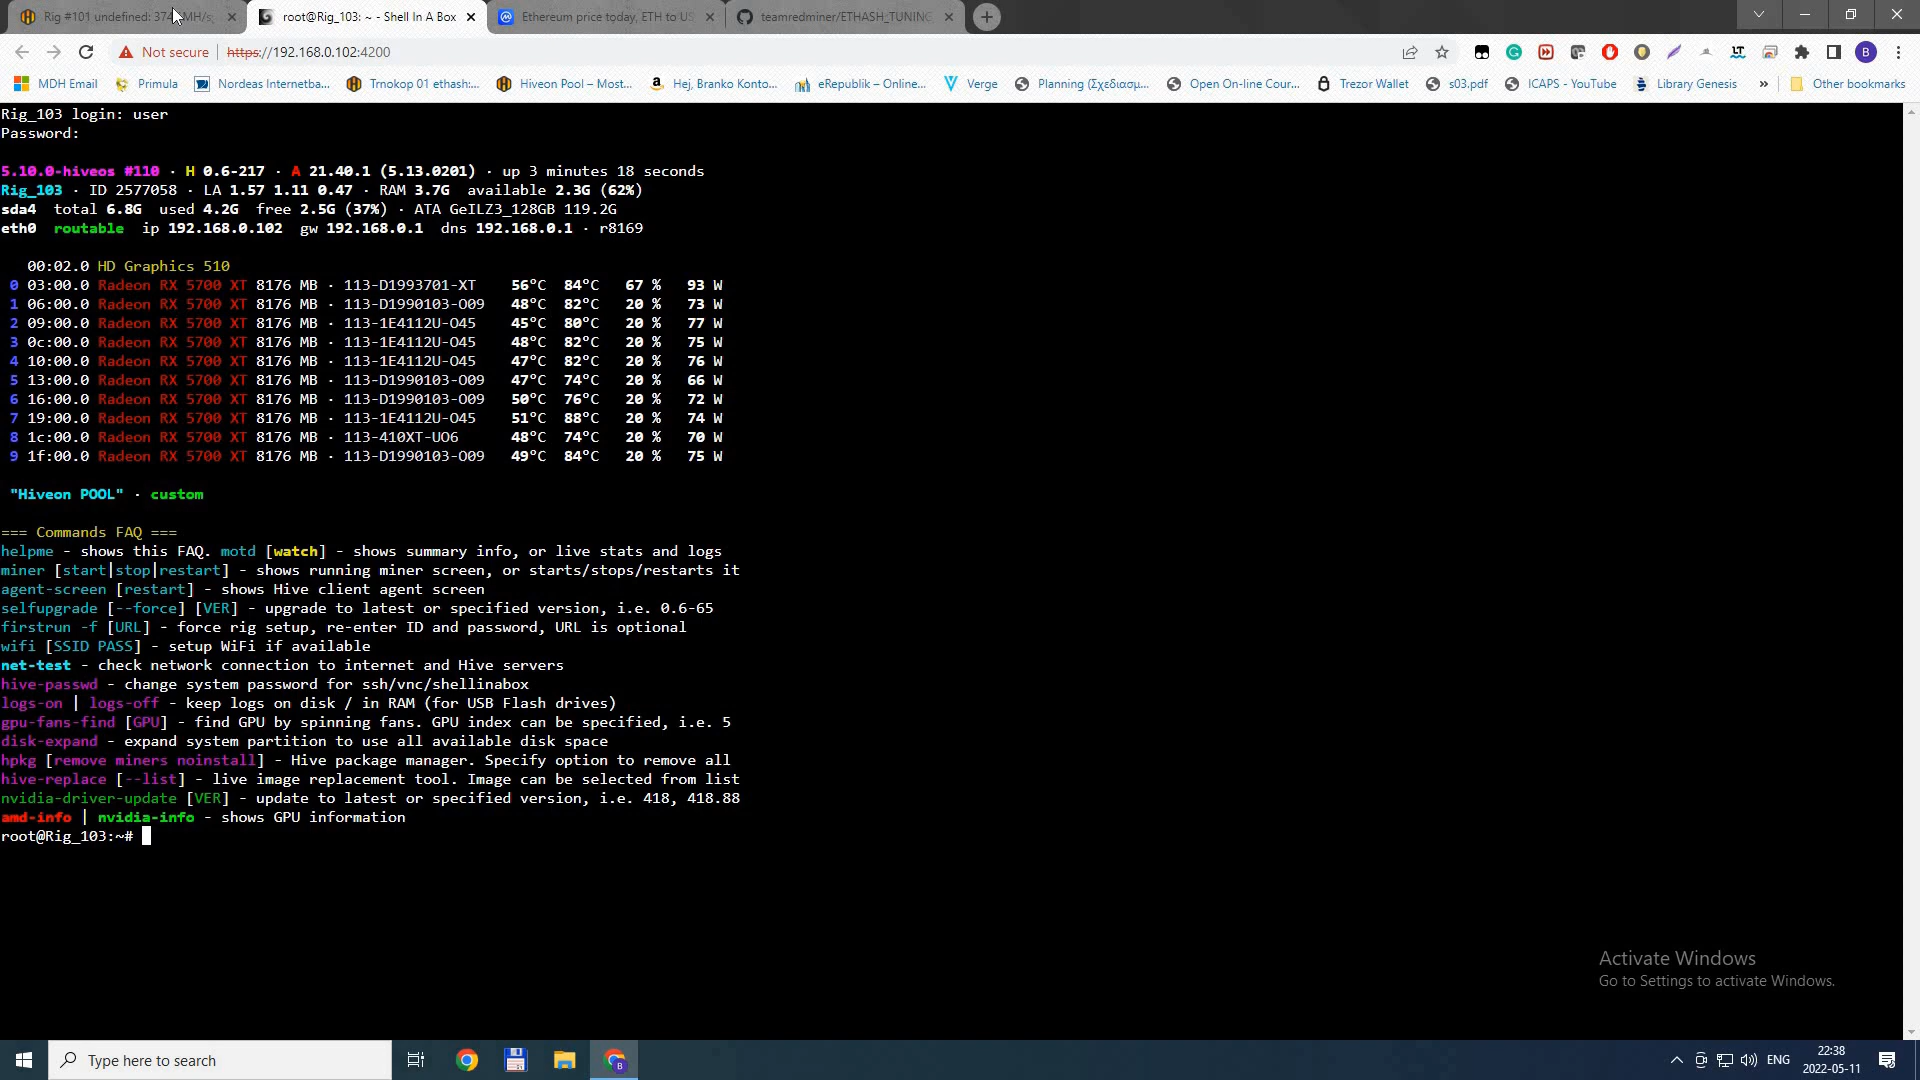 Rig #101 undefined: 374 MH/s
root@Rig_103: ~ - Shell In A Box
Ethereum price today, ETH to US
teamredminer/ETHASH_TUNING
Not secure
https://192.168.0.102:4200
B
MDH Email
Primula
Nordeas Internetba...
Trnokop 01 ethash:...
Hiveon Pool – Most...
Hej, Branko Konto...
eRepublik – Online...
Verge
Planning (Σχεδιασμ...
Open On-line Cour...
Trezor Wallet
s03.pdf
ICAPS - YouTube
Library Genesis
»
Other bookmarks
Rig_103 login: user
Password:
5.10.0-hiveos #110 · H 0.6-217 · A 21.40.1 (5.13.0201) · up 3 minutes 18 seconds
Rig_103 · ID 2577058 · LA 1.57 1.11 0.47 · RAM 3.7G available 2.3G (62%)
sda4 total 6.8G used 4.2G free 2.5G (37%) · ATA GeILZ3_128GB 119.2G
eth0 routable ip 192.168.0.102 gw 192.168.0.1 dns 192.168.0.1 · r8169
00:02.0 HD Graphics 510
0 03:00.0 Radeon RX 5700 XT 8176 MB · 113-D1993701-XT 56°C 84°C 67 % 93 W
1 06:00.0 Radeon RX 5700 XT 8176 MB · 113-D1990103-O09 48°C 82°C 20 % 73 W
2 09:00.0 Radeon RX 5700 XT 8176 MB · 113-1E4112U-O45 45°C 80°C 20 % 77 W
3 0c:00.0 Radeon RX 5700 XT 8176 MB · 113-1E4112U-O45 48°C 82°C 20 % 75 W
4 10:00.0 Radeon RX 5700 XT 8176 MB · 113-1E4112U-O45 47°C 82°C 20 % 76 W
5 13:00.0 Radeon RX 5700 XT 8176 MB · 113-D1990103-O09 47°C 74°C 20 % 66 W
6 16:00.0 Radeon RX 5700 XT 8176 MB · 113-D1990103-O09 50°C 76°C 20 % 72 W
7 19:00.0 Radeon RX 5700 XT 8176 MB · 113-1E4112U-O45 51°C 88°C 20 % 74 W
8 1c:00.0 Radeon RX 5700 XT 8176 MB · 113-410XT-UO6 48°C 74°C 20 % 70 W
9 1f:00.0 Radeon RX 5700 XT 8176 MB · 113-D1990103-O09 49°C 84°C 20 % 75 W
"Hiveon POOL" · custom
=== Commands FAQ ===
helpme - shows this FAQ. motd [watch] - shows summary info, or live stats and logs
miner [start|stop|restart] - shows running miner screen, or starts/stops/restarts it
agent-screen [restart] - shows Hive client agent screen
selfupgrade [--force] [VER] - upgrade to latest or specified version, i.e. 0.6-65
firstrun -f [URL] - force rig setup, re-enter ID and password, URL is optional
wifi [SSID PASS] - setup WiFi if available
net-test - check network connection to internet and Hive servers
hive-passwd - change system password for ssh/vnc/shellinabox
logs-on | logs-off - keep logs on disk / in RAM (for USB Flash drives)
gpu-fans-find [GPU] - find GPU by spinning fans. GPU index can be specified, i.e. 5
disk-expand - expand system partition to use all available disk space
hpkg [remove miners noinstall] - Hive package manager. Specify option to remove all
hive-replace [--list] - live image replacement tool. Image can be selected from list
nvidia-driver-update [VER] - update to latest or specified version, i.e. 418, 418.88
amd-info | nvidia-info - shows GPU information
root@Rig_103:~#
Activate Windows
Go to Settings to activate Windows.
Type here to search
ENG
22:38
2022-05-11